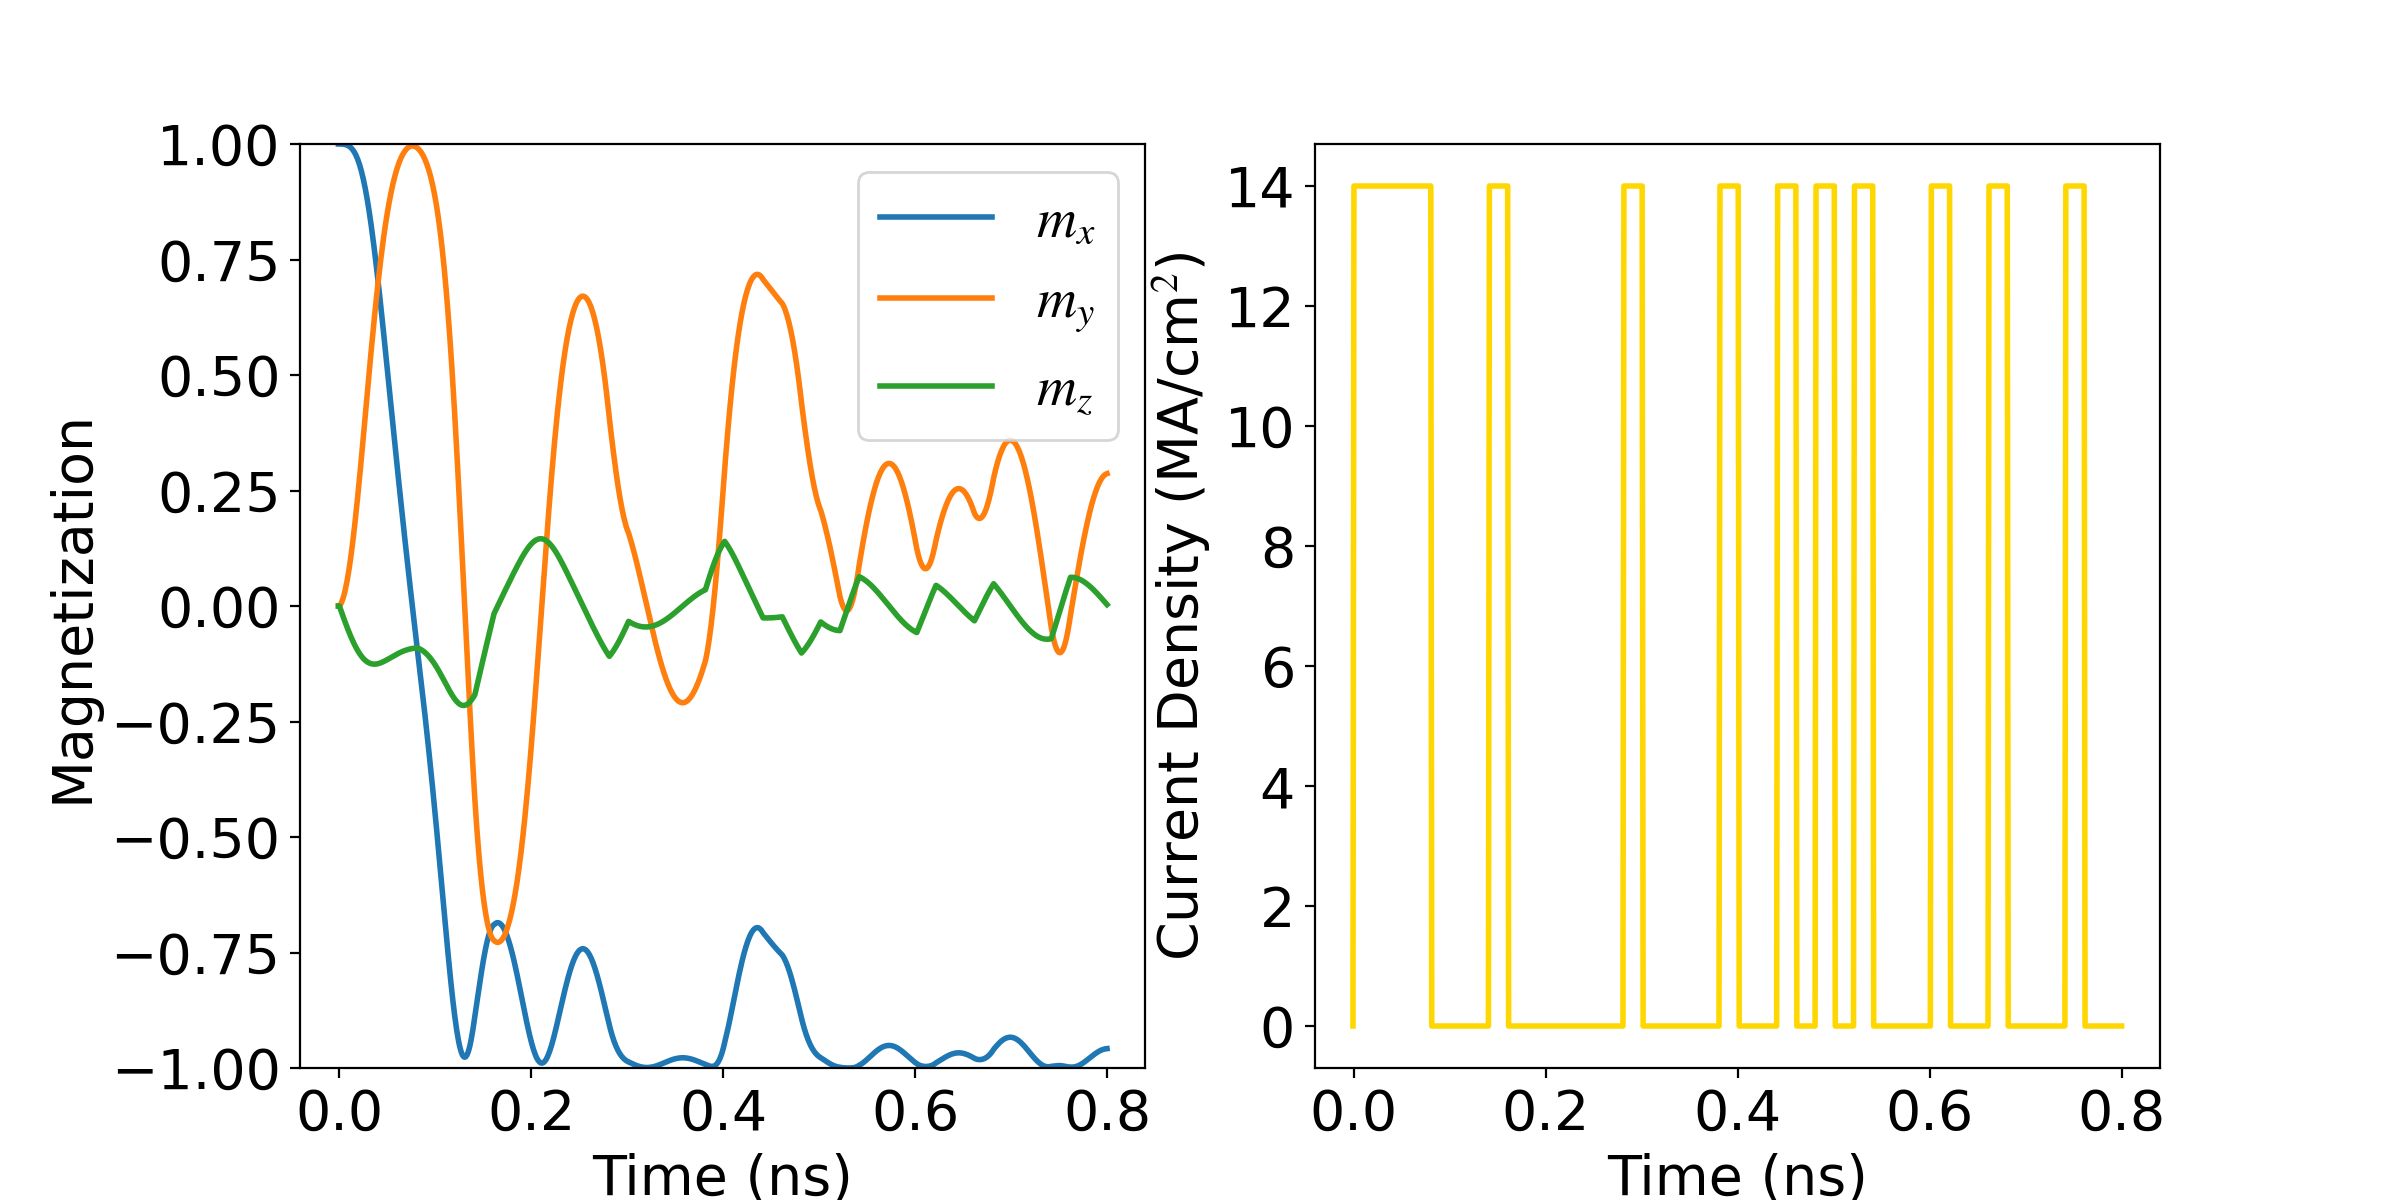 1.00
0.75
0.50
0.25
0.00
−0.25
−0.50
−0.75
−1.00
Magnetization
0.0 0.2 0.4 0.6 0.8
Time (ns)
m_x
m_y
m_z
14
12
10
8
6
4
2
0
Current Density (MA/cm²)
0.0 0.2 0.4 0.6 0.8
Time (ns)